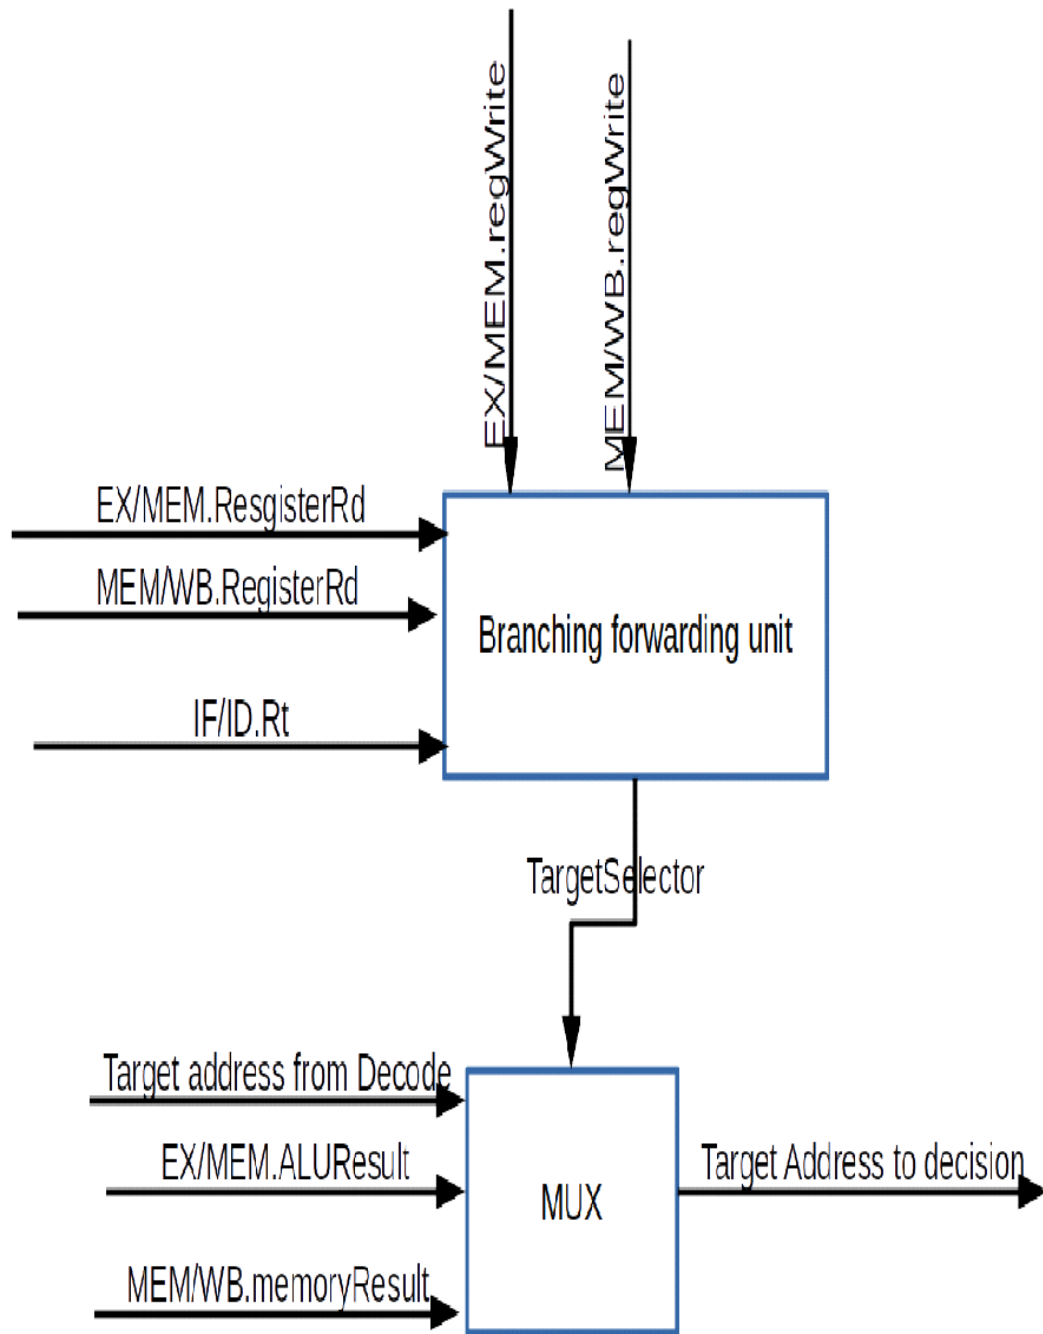 EX/MEM.regWrite
MEM/WB.regWrite
EX/MEM.ResgisterRd
MEM/WB.RegisterRd
Branching forwarding unit
IF/ID.Rt
TargetSelector
Target address from Decode
EX/MEM.ALUResult
Target Address to decision
MUX
MEM/WB.memoryResult